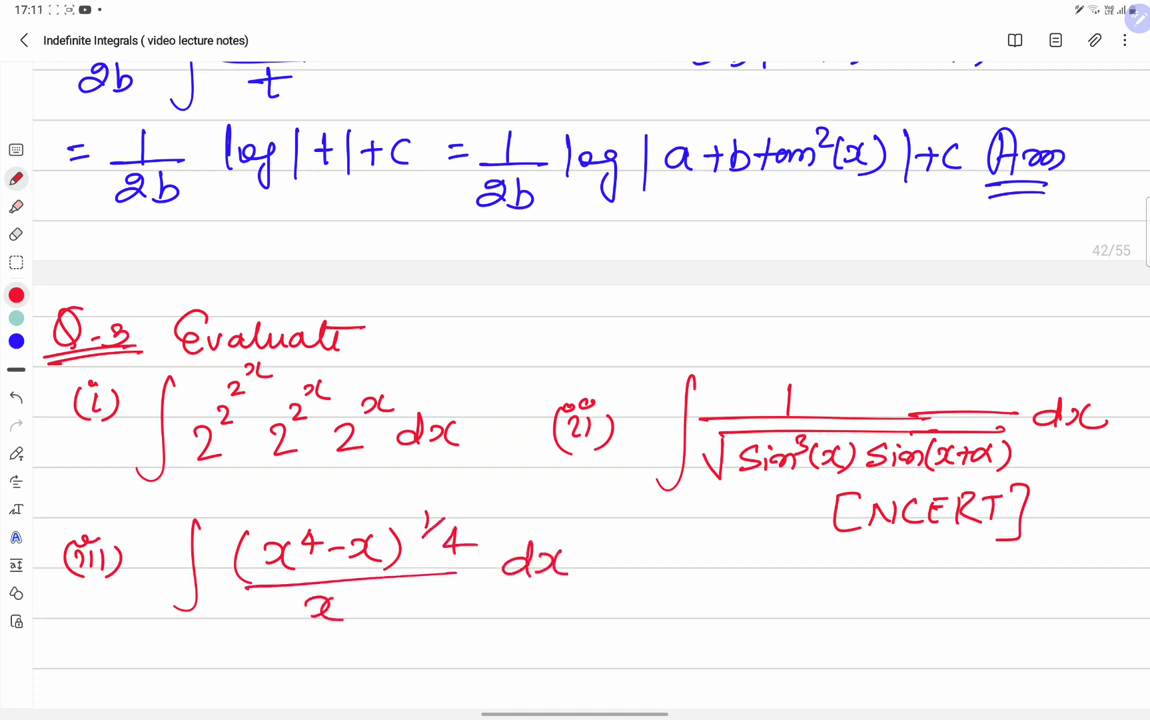 17:11
Indefinite Integrals ( video lecture notes)
2b ∫ t
= 1/2b log|t|+c = 1/2b log|a+b tan²(x)|+c Ans
42/55
Q-3 Evaluate
(i) ∫ 2^2^2^x 2^2^x 2^x dx (ii) ∫ 1/√(sin³(x) sin(x+α)) dx
[NCERT]
(iii) ∫ (x⁴-x)^1/4 / x dx